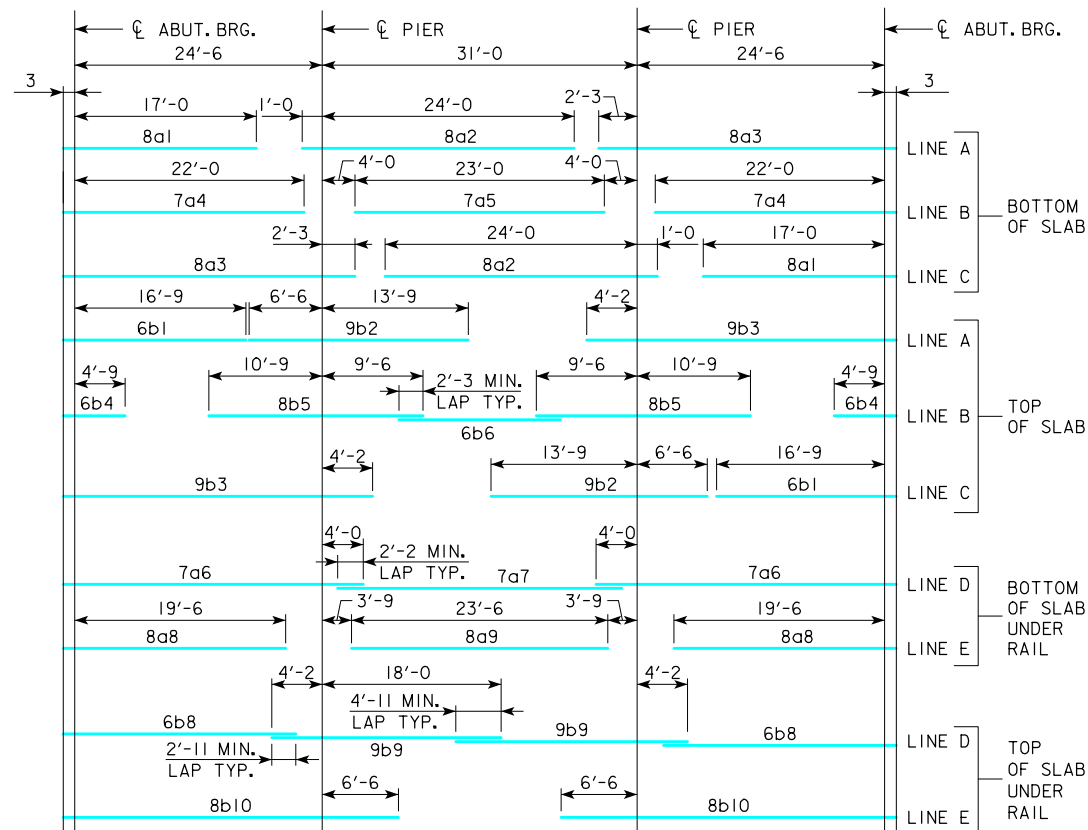 ℄ ABUT. BRG. ℄ PIER ℄ PIER ℄ ABUT. BRG.
24'-6 31'-0 24'-6
3 3
17'-0 1'-0 24'-0 2'-3
8a1 8a2 8a3 LINE A
22'-0 4'-0 23'-0 4'-0 22'-0
7a4 7a5 7a4 LINE B
BOTTOM
OF SLAB
2'-3 24'-0 1'-0 17'-0
8a3 8a2 8a1 LINE C
16'-9 6'-6 13'-9 4'-2
6b1 9b2 9b3 LINE A
4'-9 10'-9 9'-6 2'-3 MIN. 9'-6 10'-9 4'-9
LAP TYP.
6b4 8b5 6b6 8b5 6b4 LINE B
TOP
OF SLAB
4'-2 13'-9 6'-6 16'-9
9b3 9b2 6b1 LINE C
4'-0 2'-2 MIN. 4'-0
LAP TYP.
7a6 7a7 7a6 LINE D
BOTTOM
OF SLAB
UNDER
RAIL
19'-6 3'-9 23'-6 3'-9 19'-6
8a8 8a9 8a8 LINE E
4'-2 18'-0 4'-2
4'-11 MIN.
LAP TYP.
6b8 9b9 9b9 6b8 LINE D
2'-11 MIN.
LAP TYP.
TOP
OF SLAB
UNDER
RAIL
6'-6 6'-6
8b10 8b10 LINE E